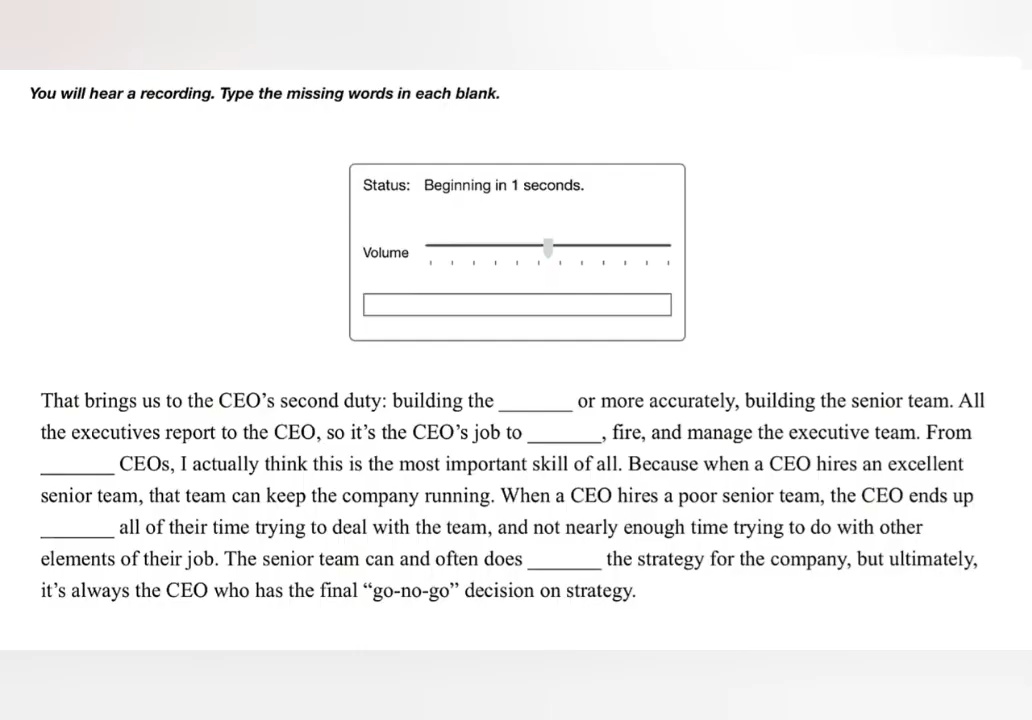 You will hear a recording. Type the missing words in each blank.
Status: Beginning in 1 seconds.
Volume
That brings us to the CEO’s second duty: building the _______ or more accurately, building the senior team. All
the executives report to the CEO, so it’s the CEO’s job to _______, fire, and manage the executive team. From
_______ CEOs, I actually think this is the most important skill of all. Because when a CEO hires an excellent
senior team, that team can keep the company running. When a CEO hires a poor senior team, the CEO ends up
_______ all of their time trying to deal with the team, and not nearly enough time trying to do with other
elements of their job. The senior team can and often does _______ the strategy for the company, but ultimately,
it’s always the CEO who has the final “go-no-go” decision on strategy.